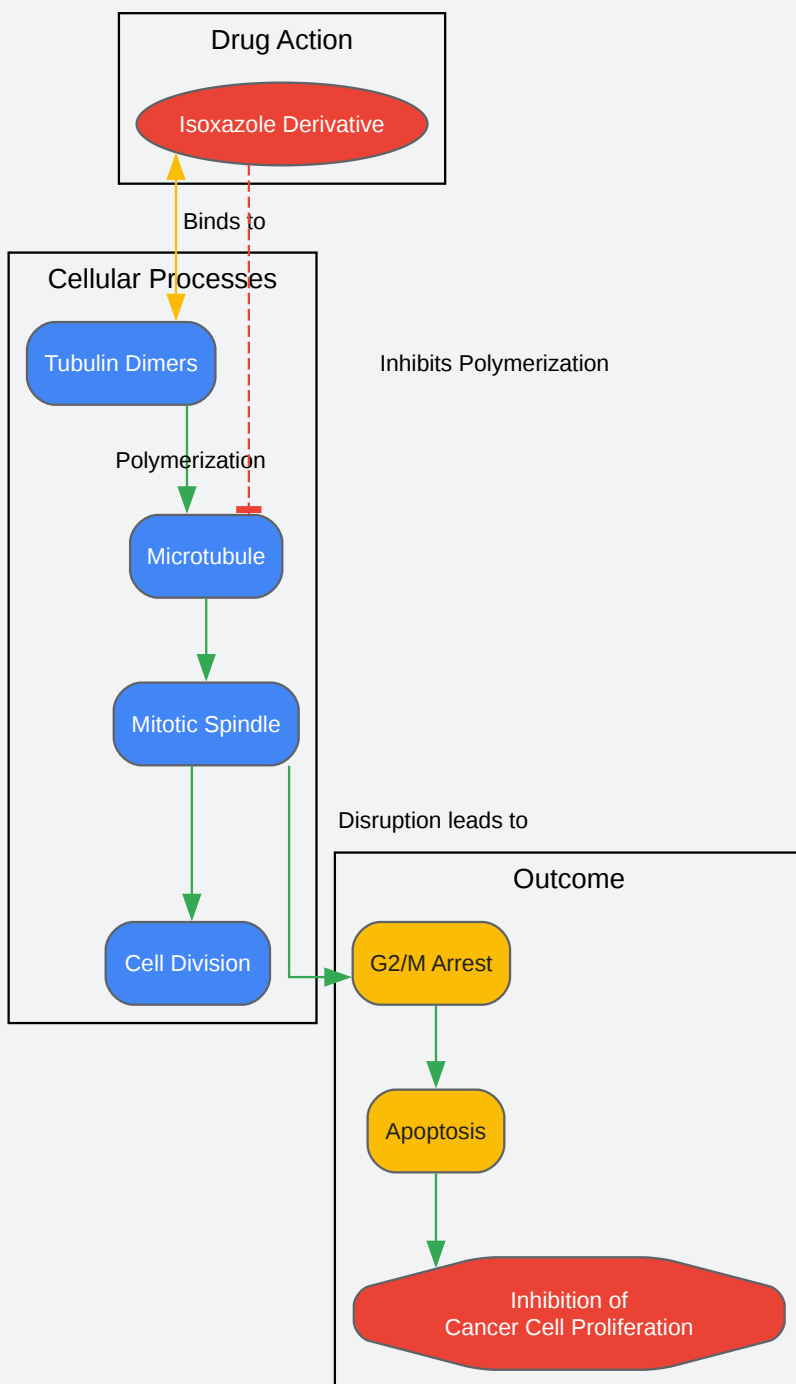 Drug Action
Isoxazole Derivative
Binds to
Cellular Processes
Tubulin Dimers
Inhibits Polymerization
Polymerization
Microtubule
Mitotic Spindle
Disruption leads to
Outcome
Cell Division
G2/M Arrest
Apoptosis
Inhibition of
Cancer Cell Proliferation